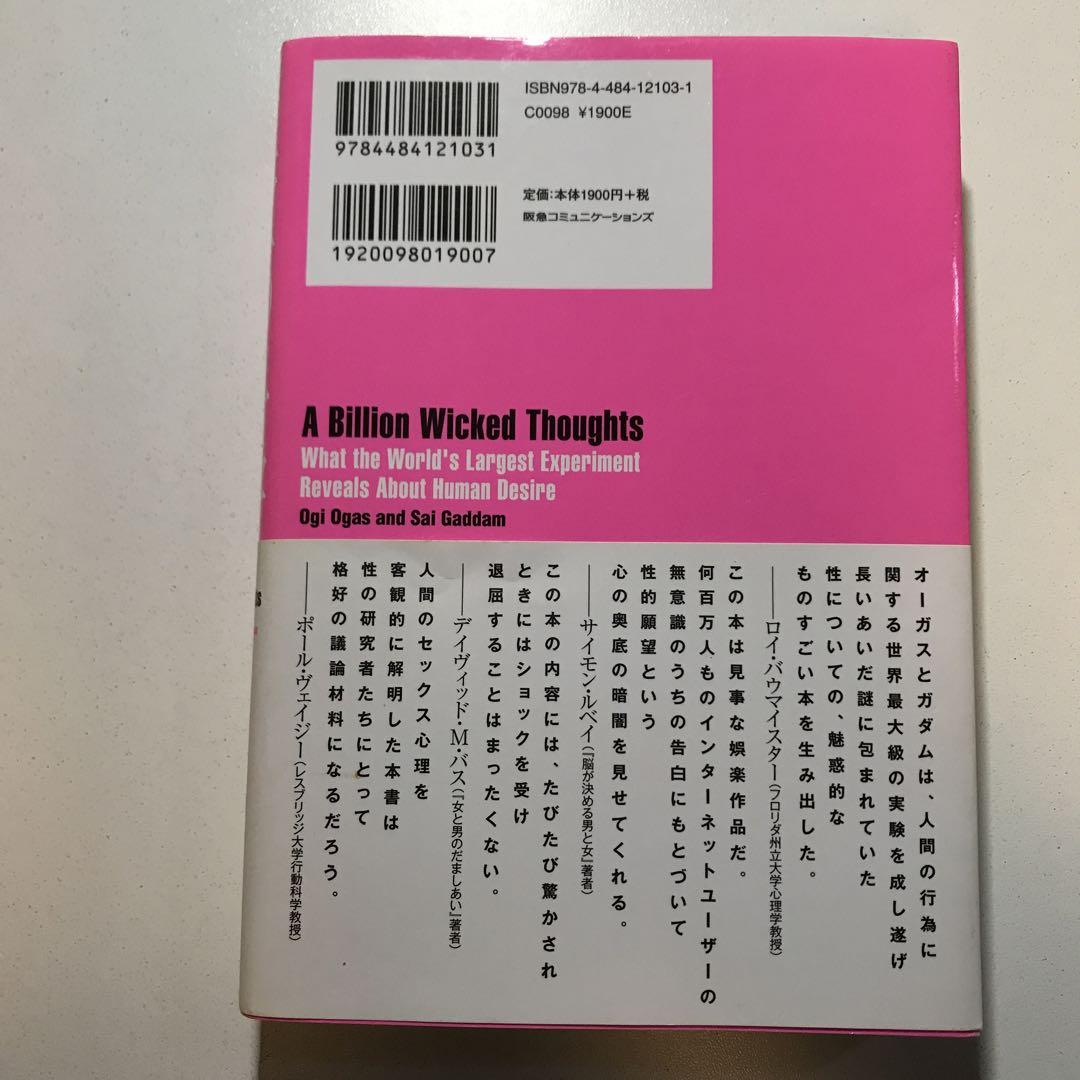 ISBN978-4-484-12103-1
C0098 ¥1900E
9784484121031
定価:本体1900円+税
阪急コミュニケーションズ
1920098019007
A Billion Wicked Thoughts
What the World's Largest Experiment
Reveals About Human Desire
Ogi Ogas and Sai Gaddam
オーガスとガダムは、人間の行為に
関する世界最大級の実験を成し遂げ
長いあいだ謎に包まれていた
性についての、魅惑的な
ものすごい本を生み出した。
――ロイ・バウマイスター(フロリダ州立大学心理学教授)
この本は見事な娯楽作品だ。
何百万人ものインターネットユーザーの
無意識のうちの告白にもとづいて
性的願望という
心の奥底の暗闇を見せてくれる。
――サイモン・ルベイ(『脳が決める男と女』著者)
この本の内容には、たびたび驚かされ
ときにはショックを受け
退屈することはまったくない。
――デイヴィッド・M・バス(『女と男のだましあい』著者)
人間のセックス心理を
客観的に解明した本書は
性の研究者たちにとって
格好の議論材料になるだろう。
――ポール・ヴェイジー(レスブリッジ大学行動科学教授)